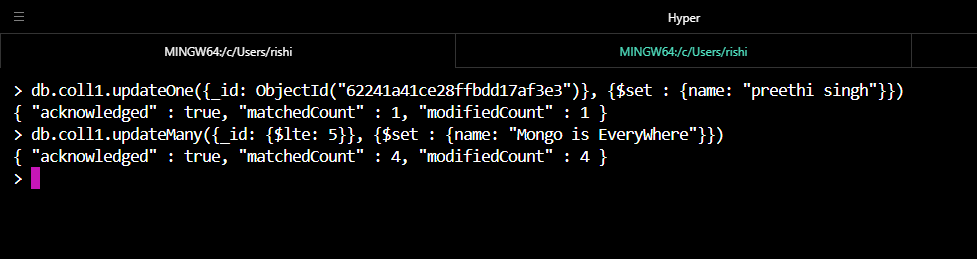 Hyper
MINGW64:/c/Users/rishi
MINGW64:/c/Users/rishi
> db.coll1.updateOne({_id: ObjectId("62241a41ce28ffbdd17af3e3")}, {$set : {name: "preethi singh"}})
{ "acknowledged" : true, "matchedCount" : 1, "modifiedCount" : 1 }
> db.coll1.updateMany({_id: {$lte: 5}}, {$set : {name: "Mongo is EveryWhere"}})
{ "acknowledged" : true, "matchedCount" : 4, "modifiedCount" : 4 }
>